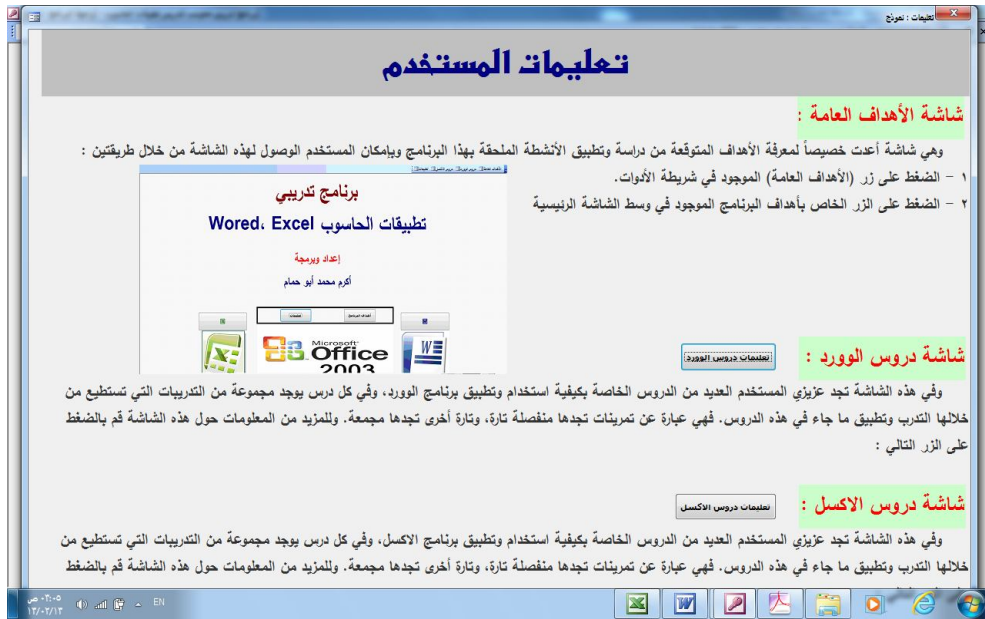 تعليمات : نموذج
تعليمات المستخدم
شاشة الأهداف العامة :
وهي شاشة أعدت خصيصاً لمعرفة الأهداف المتوقعة من دراسة وتطبيق الأنشطة الملحقة بهذا البرنامج وبإمكان المستخدم الوصول لهذه الشاشة من خلال طريقتين :
١ - الضغط على زر (الأهداف العامة) الموجود في شريطة الأدوات.
٢ - الضغط على الزر الخاص بأهداف البرنامج الموجود في وسط الشاشة الرئيسية
برنامج تدريبي
تطبيقات الحاسوب Wored، Excel
إعداد وبرمجة
أكرم محمد أبو حمام
أهداف البرنامج
تعليمات
Microsoft
Office
2003
شاشة دروس الوورد :
تعليمات دروس الوورد
وفي هذه الشاشة تجد عزيزي المستخدم العديد من الدروس الخاصة بكيفية استخدام وتطبيق برنامج الوورد، وفي كل درس يوجد مجموعة من التدريبات التي تستطيع من
خلالها التدرب وتطبيق ما جاء في هذه الدروس. فهي عبارة عن تمرينات تجدها منفصلة تارة، وتارة أخرى تجدها مجمعة. وللمزيد من المعلومات حول هذه الشاشة قم بالضغط
على الزر التالي :
شاشة دروس الاكسل :
تعليمات دروس الاكسل
وفي هذه الشاشة تجد عزيزي المستخدم العديد من الدروس الخاصة بكيفية استخدام وتطبيق برنامج الاكسل، وفي كل درس يوجد مجموعة من التدريبات التي تستطيع من
خلالها التدرب وتطبيق ما جاء في هذه الدروس. فهي عبارة عن تمرينات تجدها منفصلة تارة، وتارة أخرى تجدها مجمعة. وللمزيد من المعلومات حول هذه الشاشة قم بالضغط
EN
٠٣:٠٥ ص
١٣/٠٢/١٣